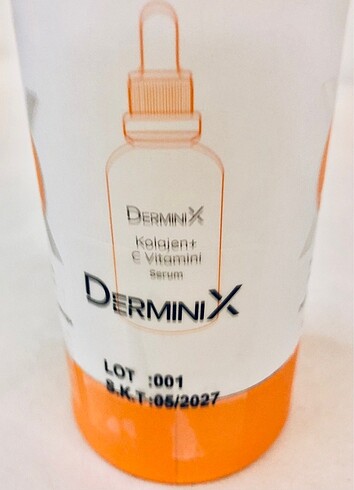 DERMINIX
Kolajen+
C Vitamini
Serum
DERMINIX
LOT :001
S.K.T:05/2027